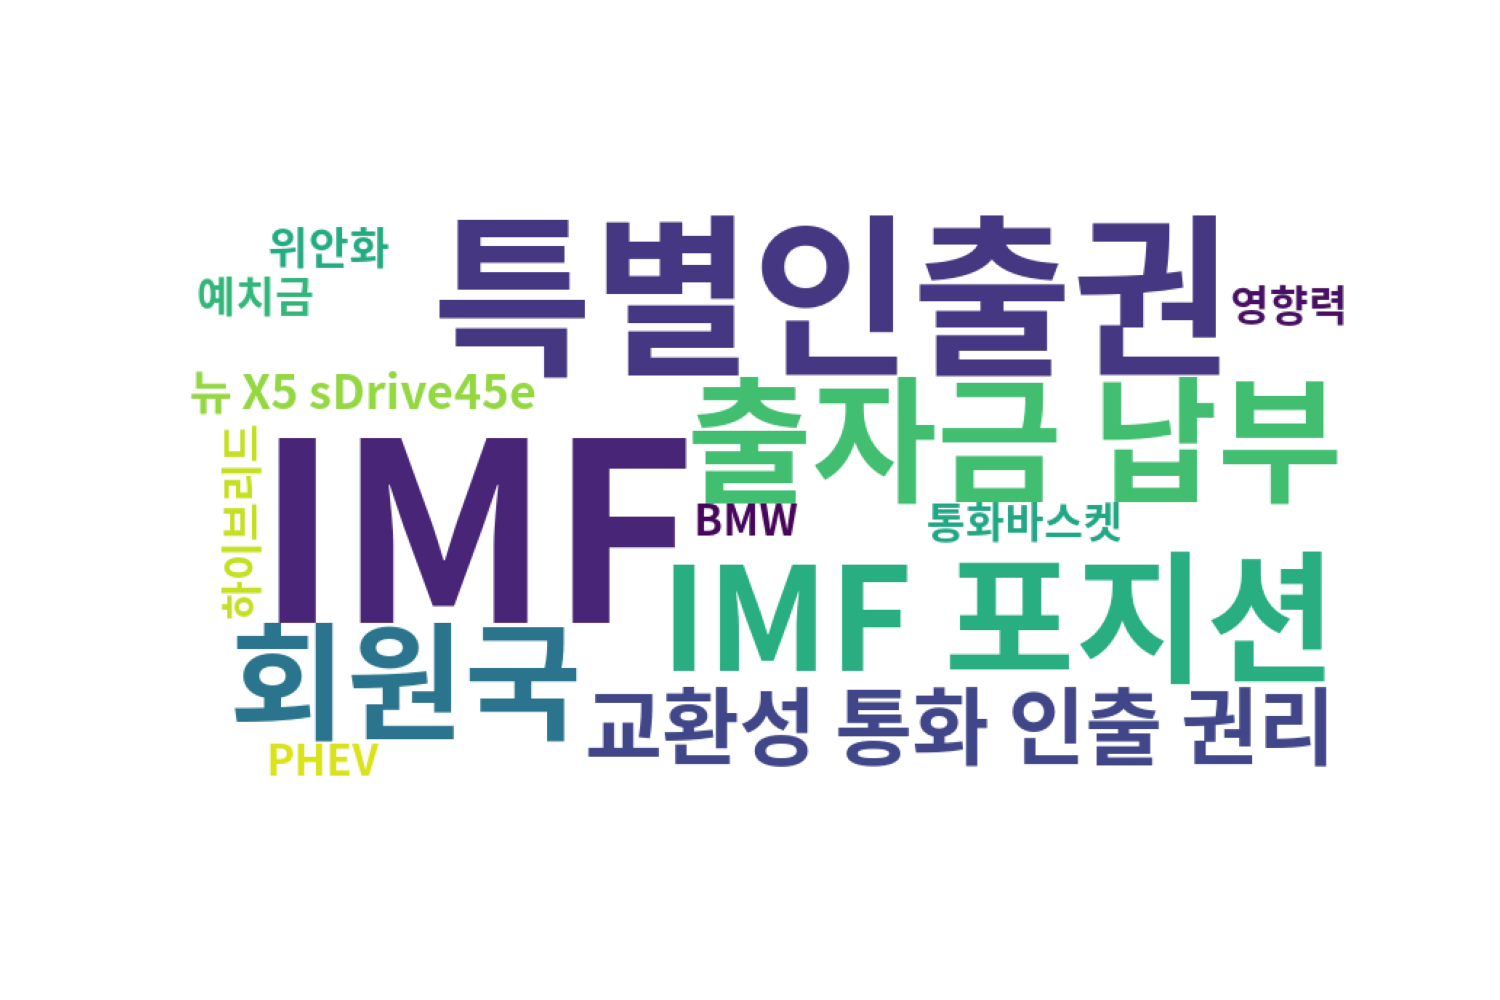 특별인출권
위안화
예치금
영향력
뉴 X5 sDrive45e
출자금 납부
하이브리드
IMF
BMW
통화바스켓
IMF 포지션
회원국
교환성 통화 인출 권리
PHEV